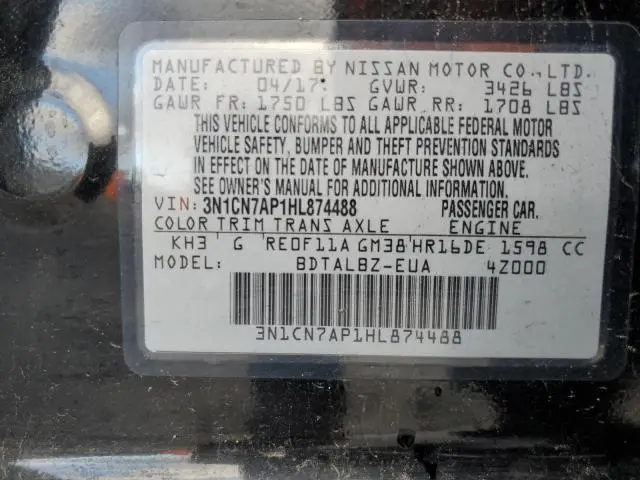 MANUFACTURED BY NISSAN MOTOR CO.,LTD.
DATE: 04/17 GVWR: 3426 LBS
GAWR FR: 1750 LBS GAWR RR: 1708 LBS
THIS VEHICLE CONFORMS TO ALL APPLICABLE FEDERAL MOTOR
VEHICLE SAFETY, BUMPER AND THEFT PREVENTION STANDARDS
IN EFFECT ON THE DATE OF MANUFACTURE SHOWN ABOVE.
SEE OWNER'S MANUAL FOR ADDITIONAL INFORMATION.
VIN: 3N1CN7AP1HL874488 PASSENGER CAR.
COLOR TRIM TRANS AXLE ENGINE
KH3 G RE0F11A GM38 HR16DE 1598 CC
MODEL: BDTALBZ-EUA 4Z000
3N1CN7AP1HL874488